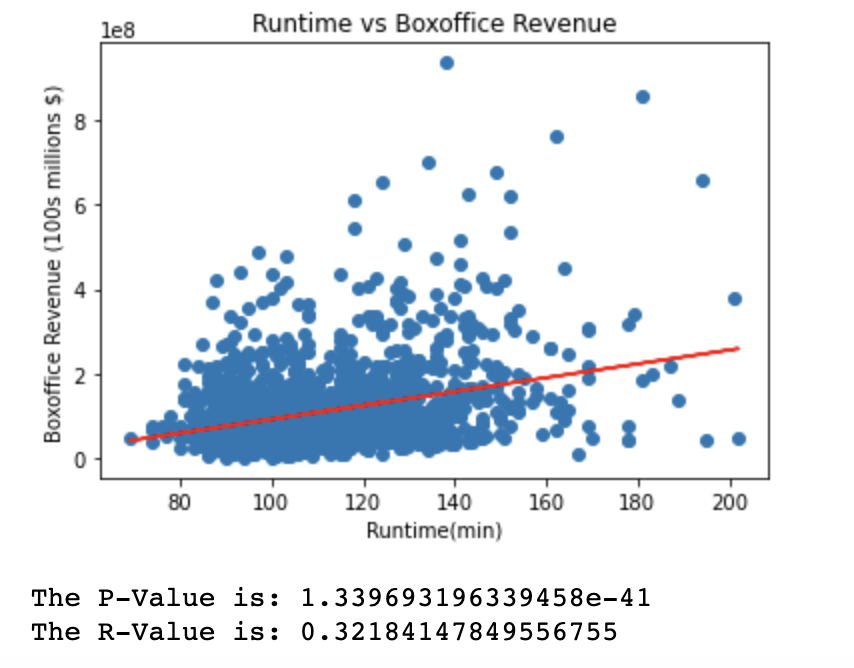 Runtime vs Boxoffice Revenue
1e8
Boxoffice Revenue (100s millions $)
8
6
4
2
0
80 100 120 140 160 180 200
Runtime(min)
The P-Value is: 1.339693196339458e-41
The R-Value is: 0.32184147849556755